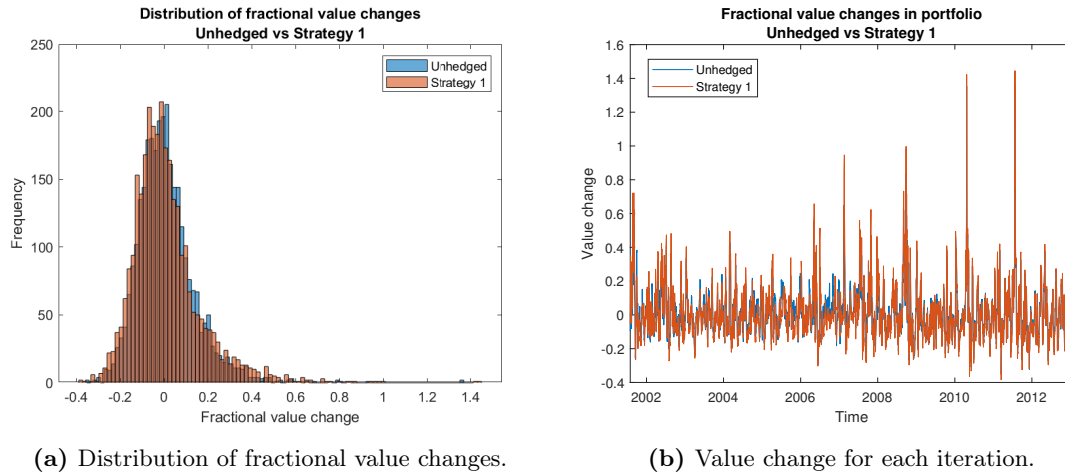 Distribution of fractional value changes
Unhedged vs Strategy 1
250
200
150
100
50
0
Frequency
Unhedged
Strategy 1
-0.4 -0.2 0 0.2 0.4 0.6 0.8 1 1.2 1.4
Fractional value change
(a) Distribution of fractional value changes.
Fractional value changes in portfolio
Unhedged vs Strategy 1
1.6
1.4
1.2
1
0.8
0.6
0.4
0.2
0
-0.2
-0.4
Value change
Unhedged
Strategy 1
2002 2004 2006 2008 2010 2012
Time
(b) Value change for each iteration.